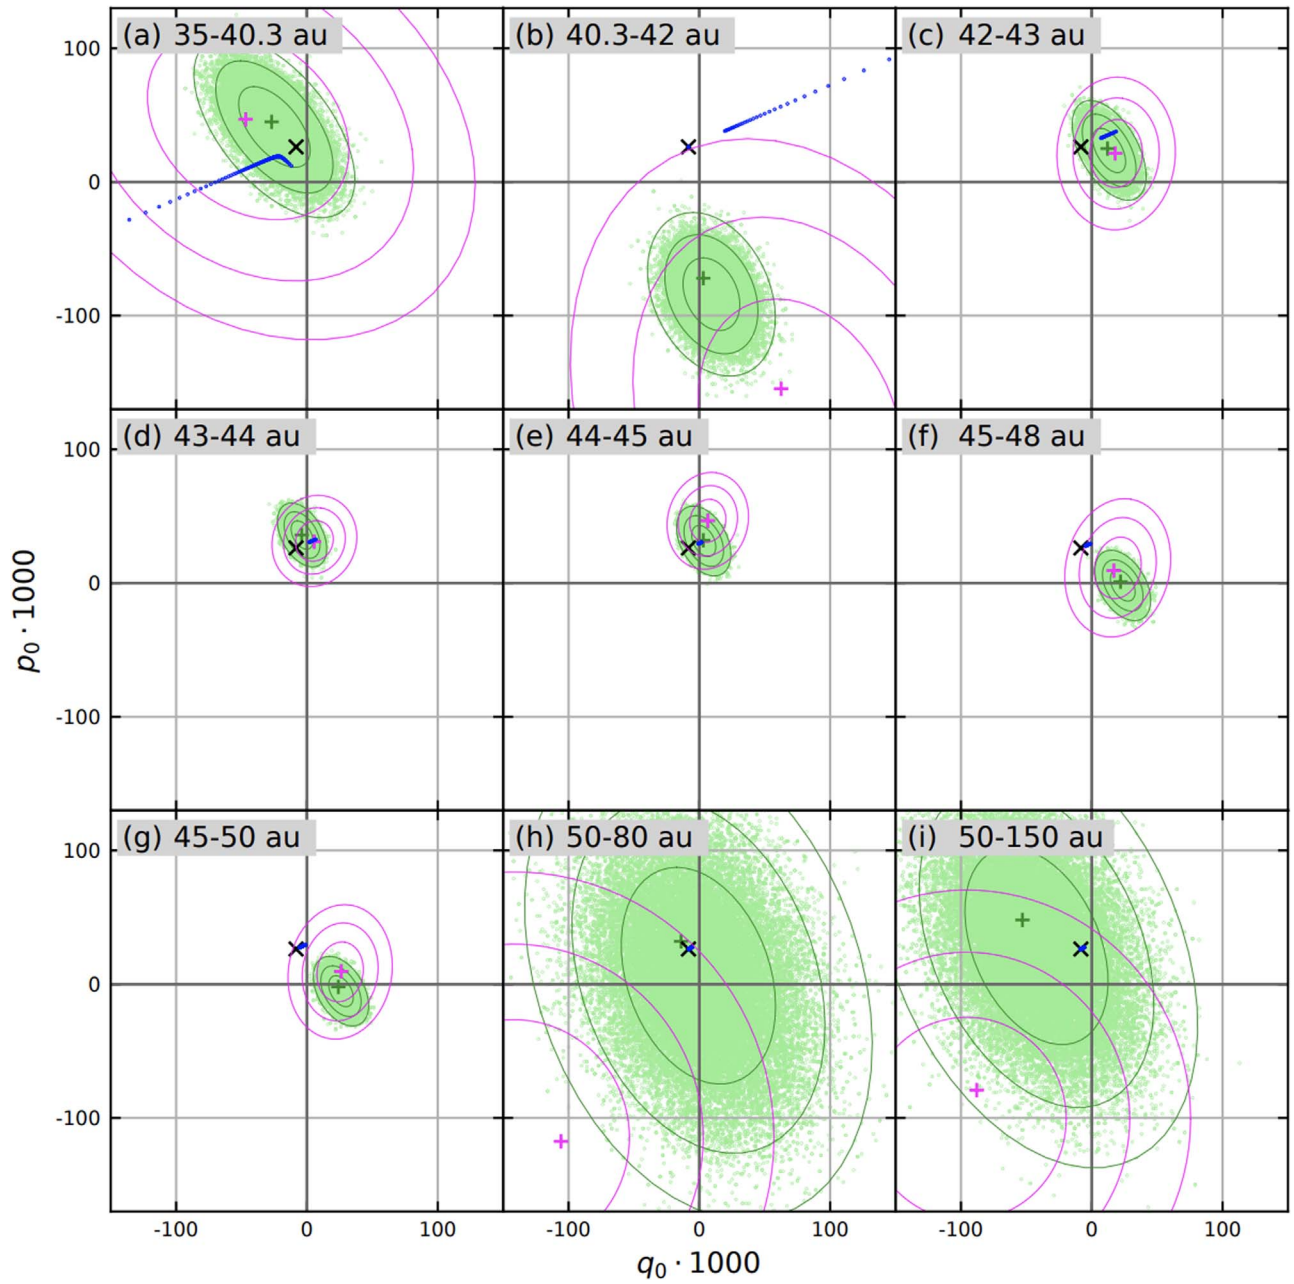 (a) 35-40.3 au
(b) 40.3-42 au
(c) 42-43 au
100
0
-100
(d) 43-44 au
(e) 44-45 au
(f) 45-48 au
100
0
-100
(g) 45-50 au
(h) 50-80 au
(i) 50-150 au
100
0
-100
-100 0 100 -100 0 100 -100 0 100
p₀ · 1000
q₀ · 1000